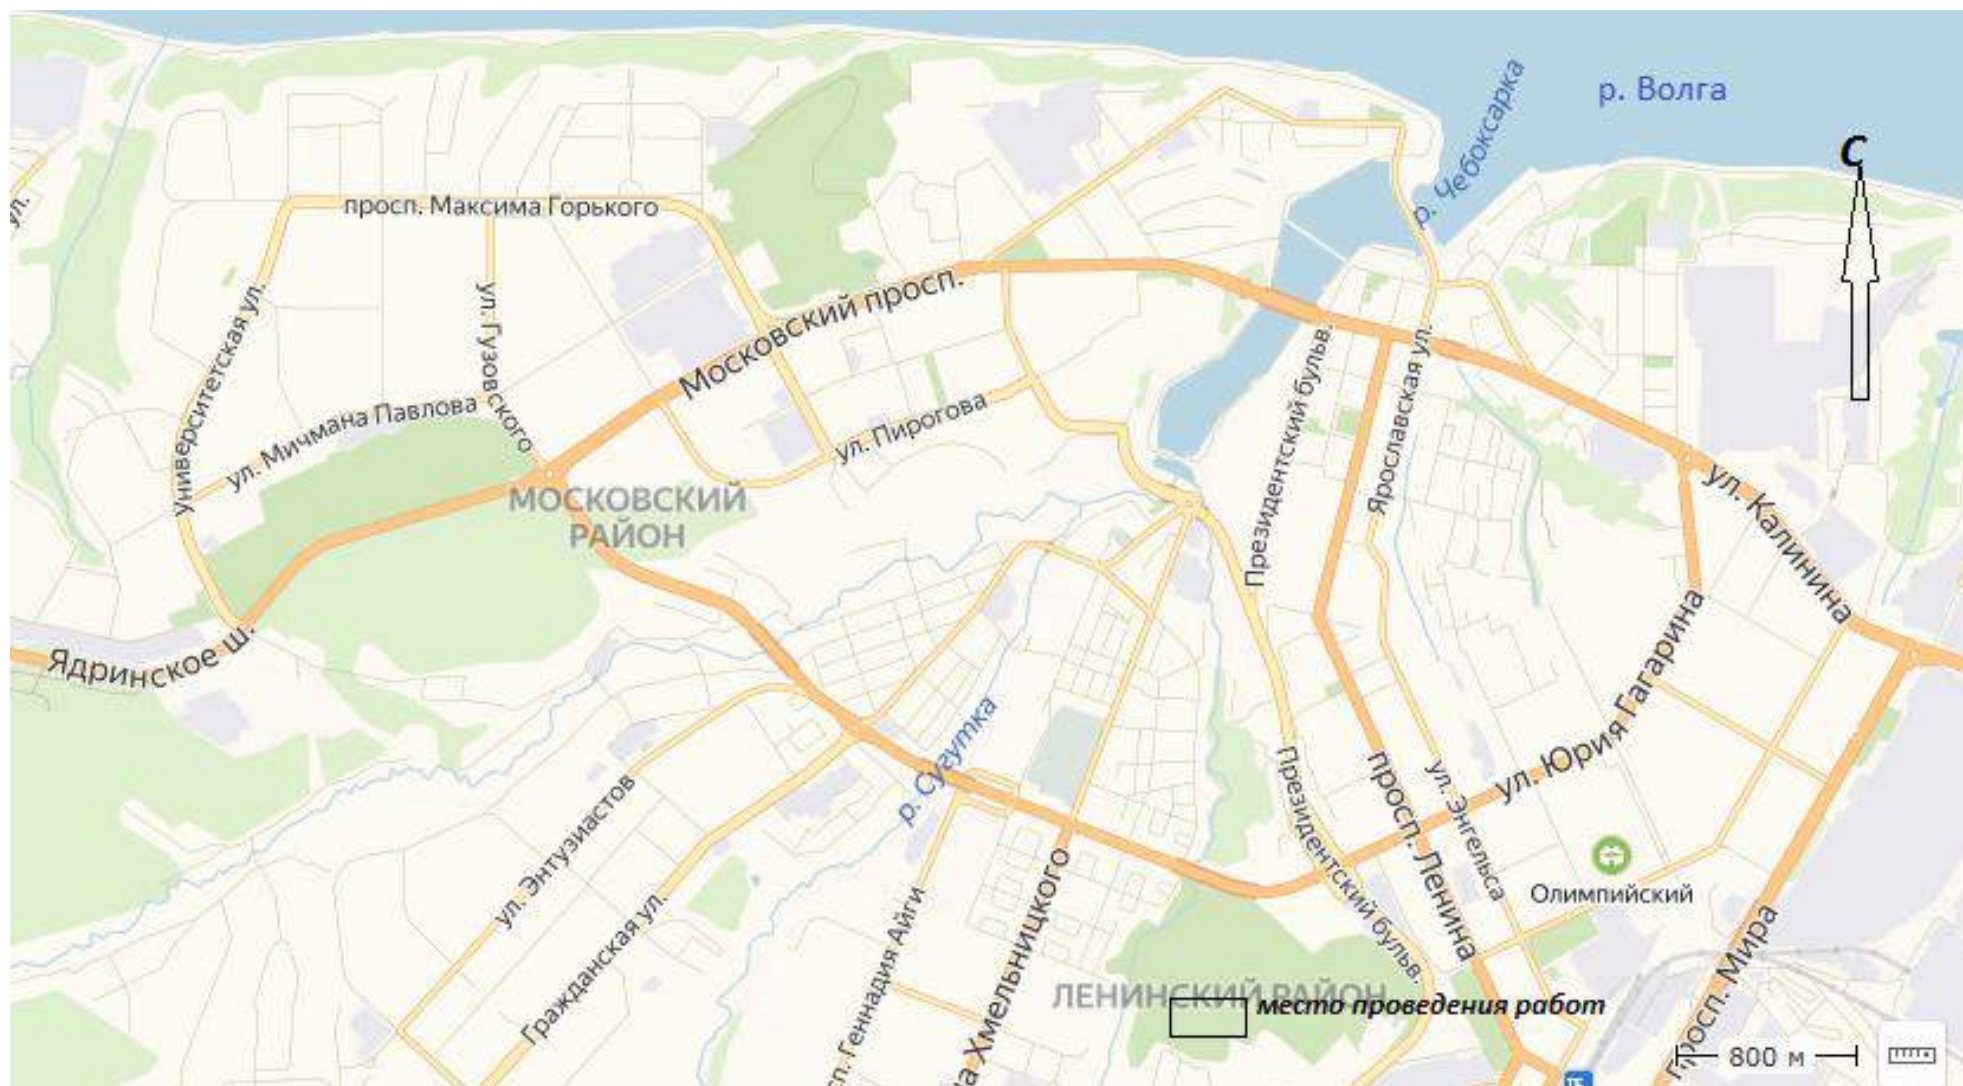 р. Волга
р. Чебоксарка
С
ул.
просп. Максима Горького
Университетская ул.
ул. Гузовского
Московский просп.
ул. Мичмана Павлова
ул. Пирогова
Президентский бульв.
Ярославская ул.
ул. Калинина
МОСКОВСКИЙ
РАЙОН
Ядринское ш.
ул. Юрия Гагарина
р. Сугутка
ул. Энтузиастов
Гражданская ул.
Президентский бульв.
просп. Ленина
ул. Энгельса
Олимпийский
сп. Геннадия Айги
на Хмельницкого
ЛЕНИНСКИЙ РАЙОН
место проведения работ
просп. Мира
800 м